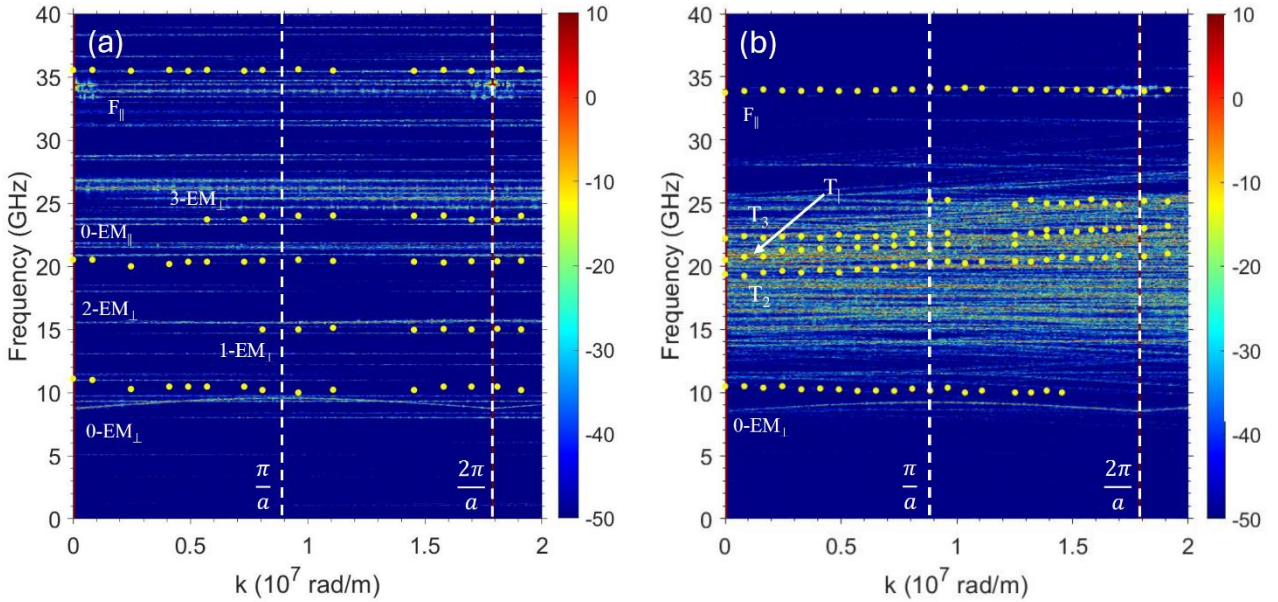 (a)
40
35
30
25
20
15
10
5
0
Frequency (GHz)
F∥
3-EM⊥
0-EM∥
2-EM⊥
1-EM⊥
0-EM⊥
π/a
2π/a
0
0.5
1
1.5
2
k (10⁷ rad/m)
10
0
-10
-20
-30
-40
-50
(b)
40
35
30
25
20
15
10
5
0
Frequency (GHz)
F∥
T|
T₃
T₂
0-EM⊥
π/a
2π/a
0
0.5
1
1.5
2
k (10⁷ rad/m)
10
0
-10
-20
-30
-40
-50